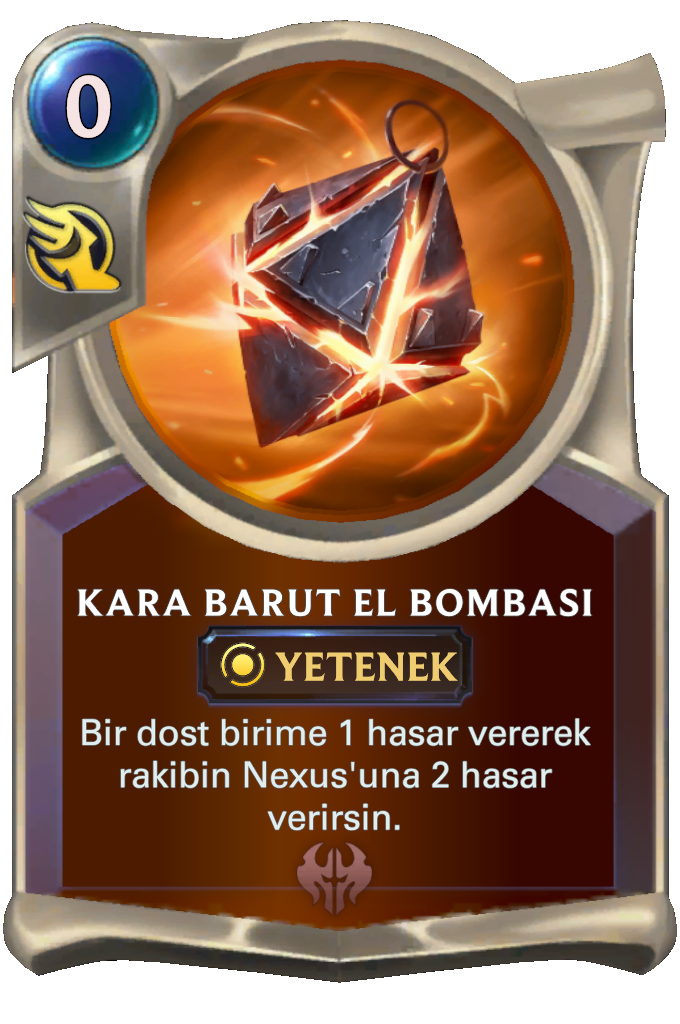 0
KARA BARUT EL BOMBASI
YETENEK
Bir dost birime 1 hasar vererek
rakibin Nexus'una 2 hasar
verirsin.